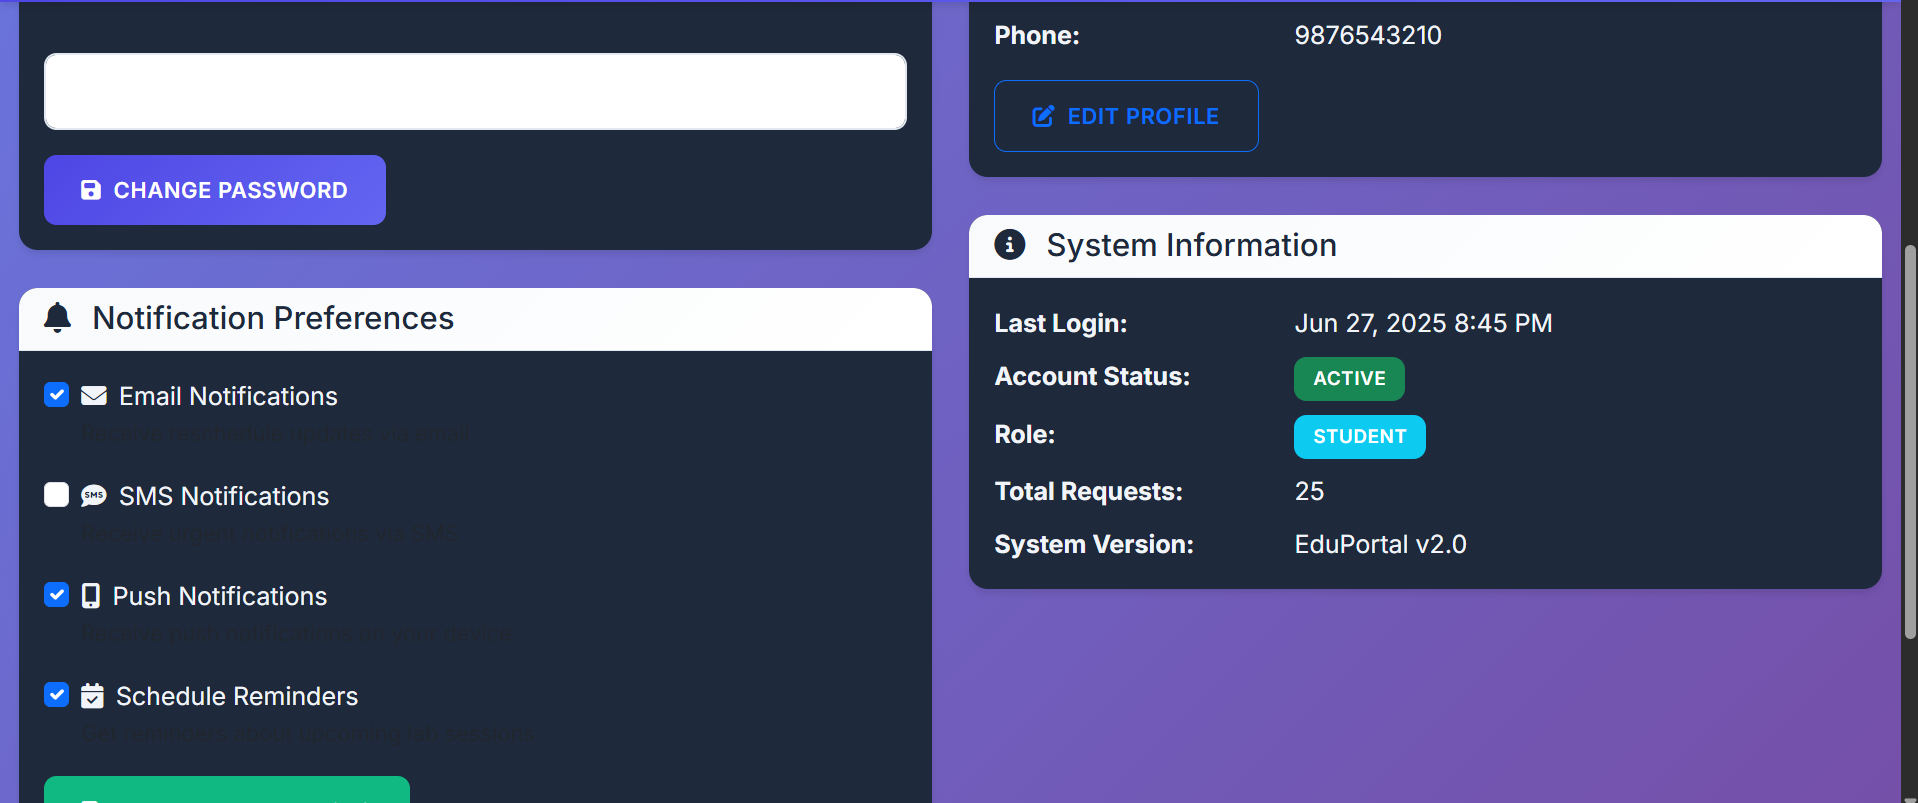 CHANGE PASSWORD
Notification Preferences
Email Notifications
Receive reschedule updates via email
SMS Notifications
Receive urgent notifications via SMS
Push Notifications
Receive push notifications on your device
Schedule Reminders
Get reminders about upcoming lab sessions
Phone: 9876543210
EDIT PROFILE
System Information
Last Login: Jun 27, 2025 8:45 PM
Account Status: ACTIVE
Role: STUDENT
Total Requests: 25
System Version: EduPortal v2.0